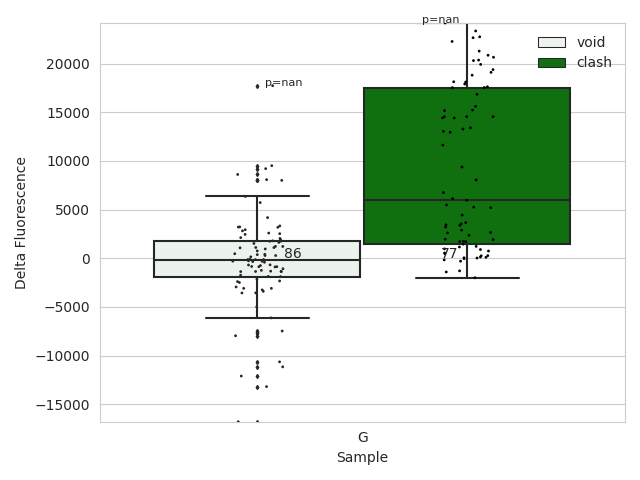 p=nan
void
clash
20000
p=nan
15000
10000
5000
86
77
0
−5000
−10000
−15000
Delta Fluorescence
G
Sample